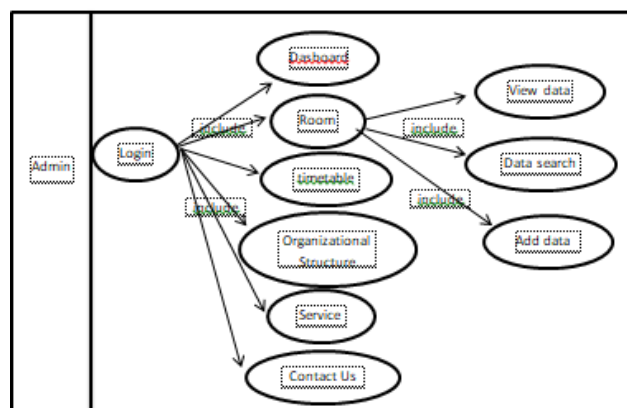 Dasboard
View data
include
Room
include
Login
Data search
Admin
timetable
include
include
Organizational
Structure
Add data
Service
Contact Us